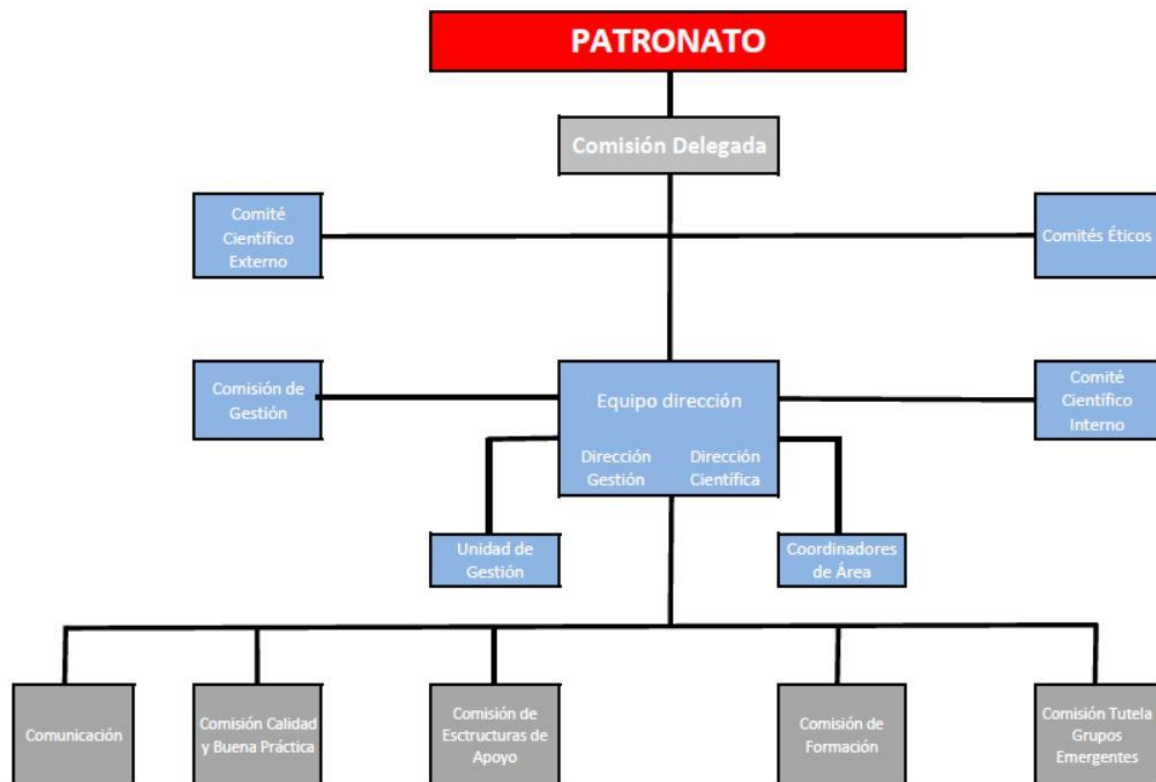 PATRONATO
Comisión Delegada
Comité
Científico
Externo
Comités Éticos
Comisión de
Gestión
Equipo dirección
Dirección
Gestión
Dirección
Científica
Comité
Científico
Interno
Unidad de
Gestión
Coordinadores
de Área
Comunicación
Comisión Calidad
y Buena Práctica
Comisión de
Esctructuras de
Apoyo
Comisión de
Formación
Comisión Tutela
Grupos
Emergentes